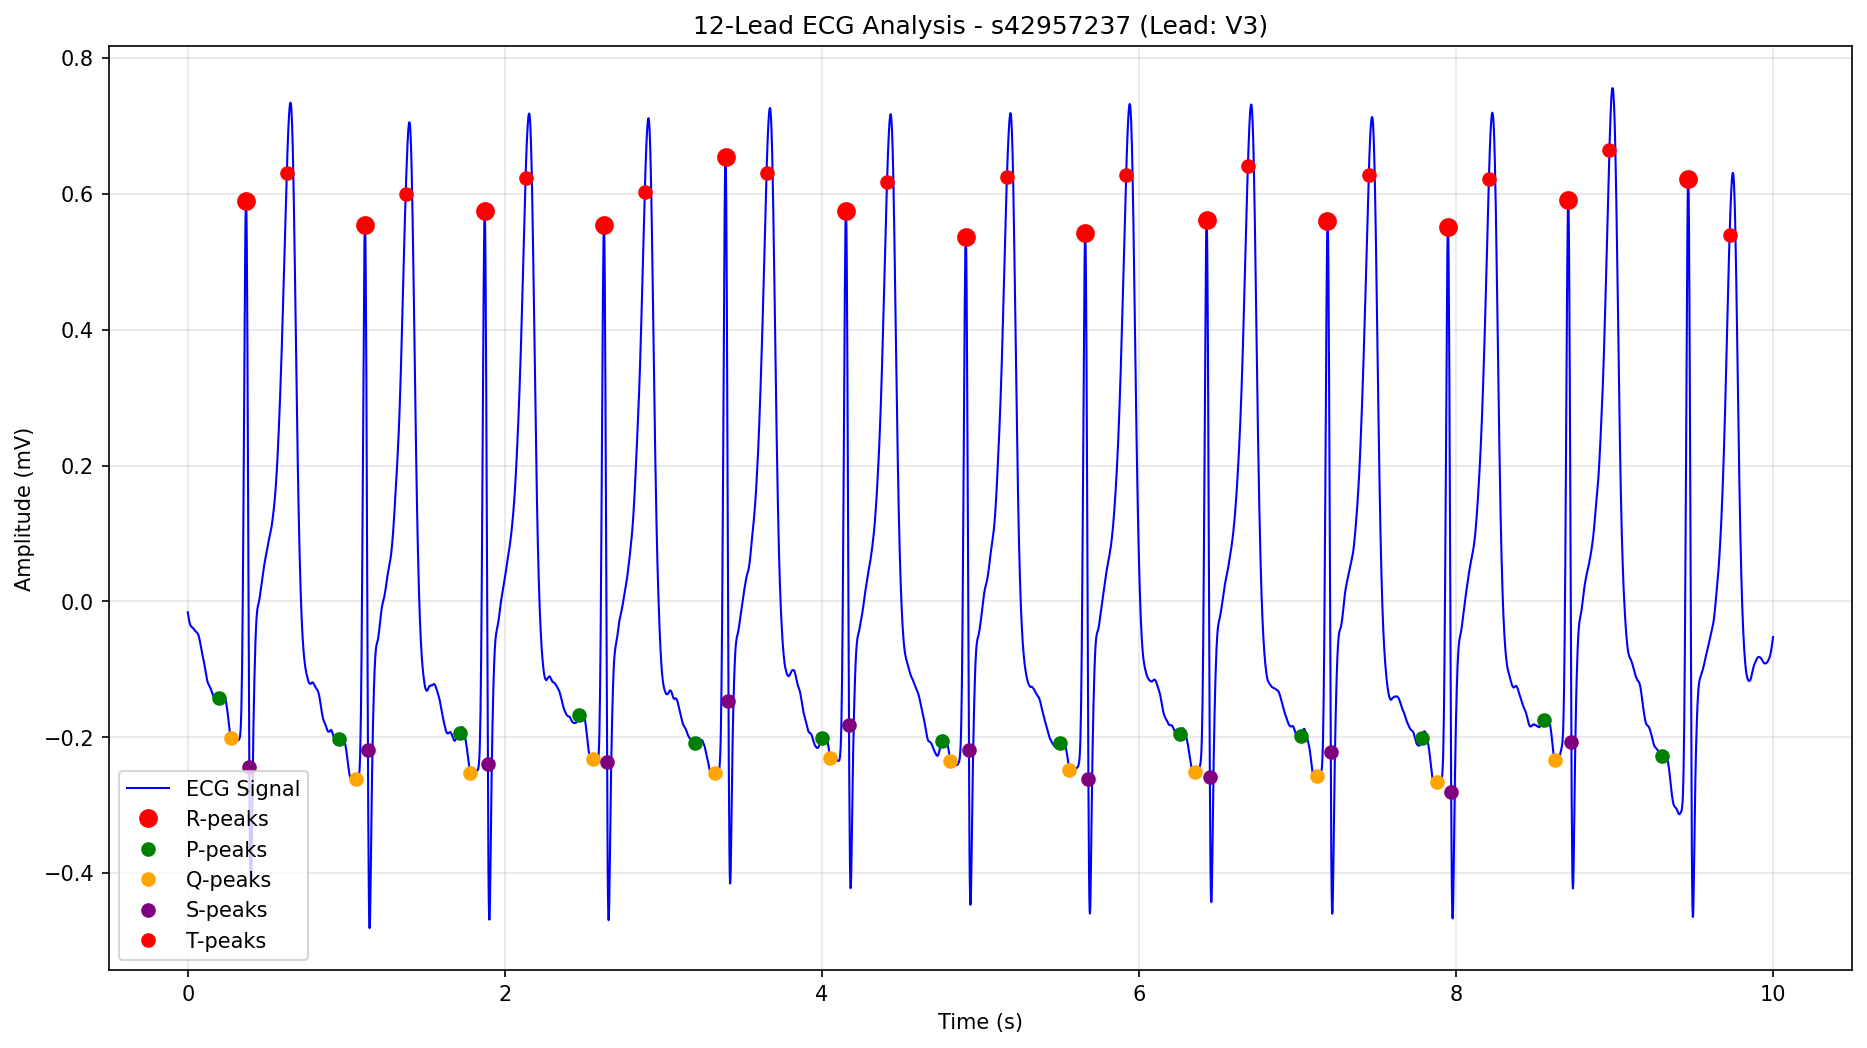 12-Lead ECG Analysis - s42957237 (Lead: V3)
Amplitude (mV)
0.8
0.6
0.4
0.2
0.0
−0.2
−0.4
ECG Signal
R-peaks
P-peaks
Q-peaks
S-peaks
T-peaks
0 2 4 6 8 10
Time (s)